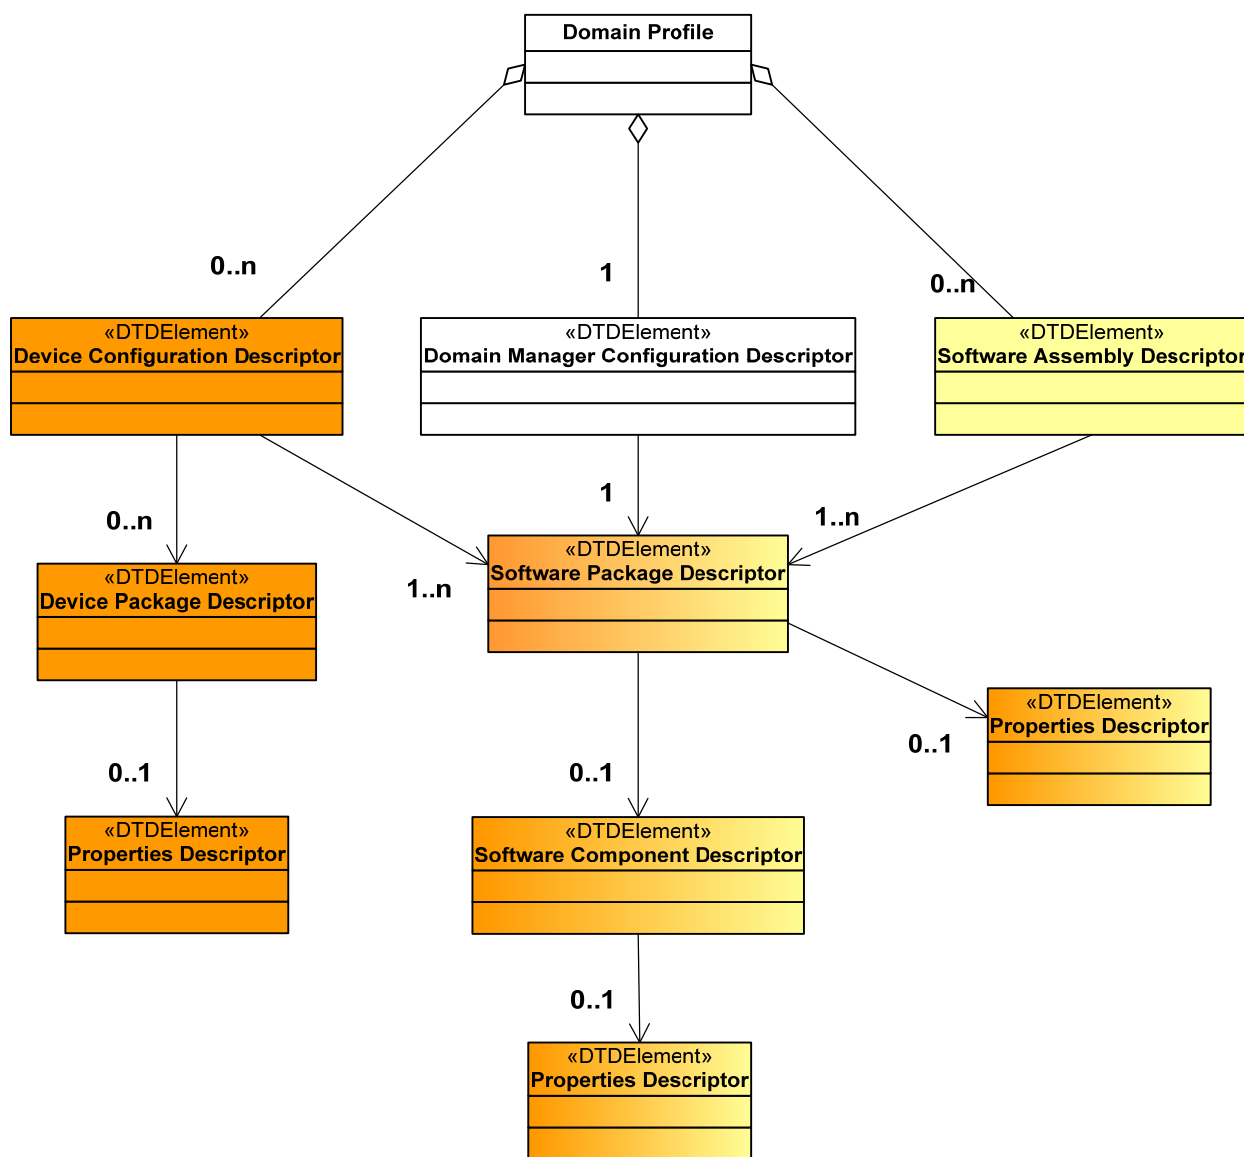 Domain Profile
0..n
1
0..n
«DTDElement»
Device Configuration Descriptor
«DTDElement»
Domain Manager Configuration Descriptor
«DTDElement»
Software Assembly Descriptor
0..n
1
1..n
«DTDElement»
Device Package Descriptor
1..n
«DTDElement»
Software Package Descriptor
0..1
0..1
0..1
«DTDElement»
Properties Descriptor
«DTDElement»
Properties Descriptor
«DTDElement»
Software Component Descriptor
0..1
«DTDElement»
Properties Descriptor